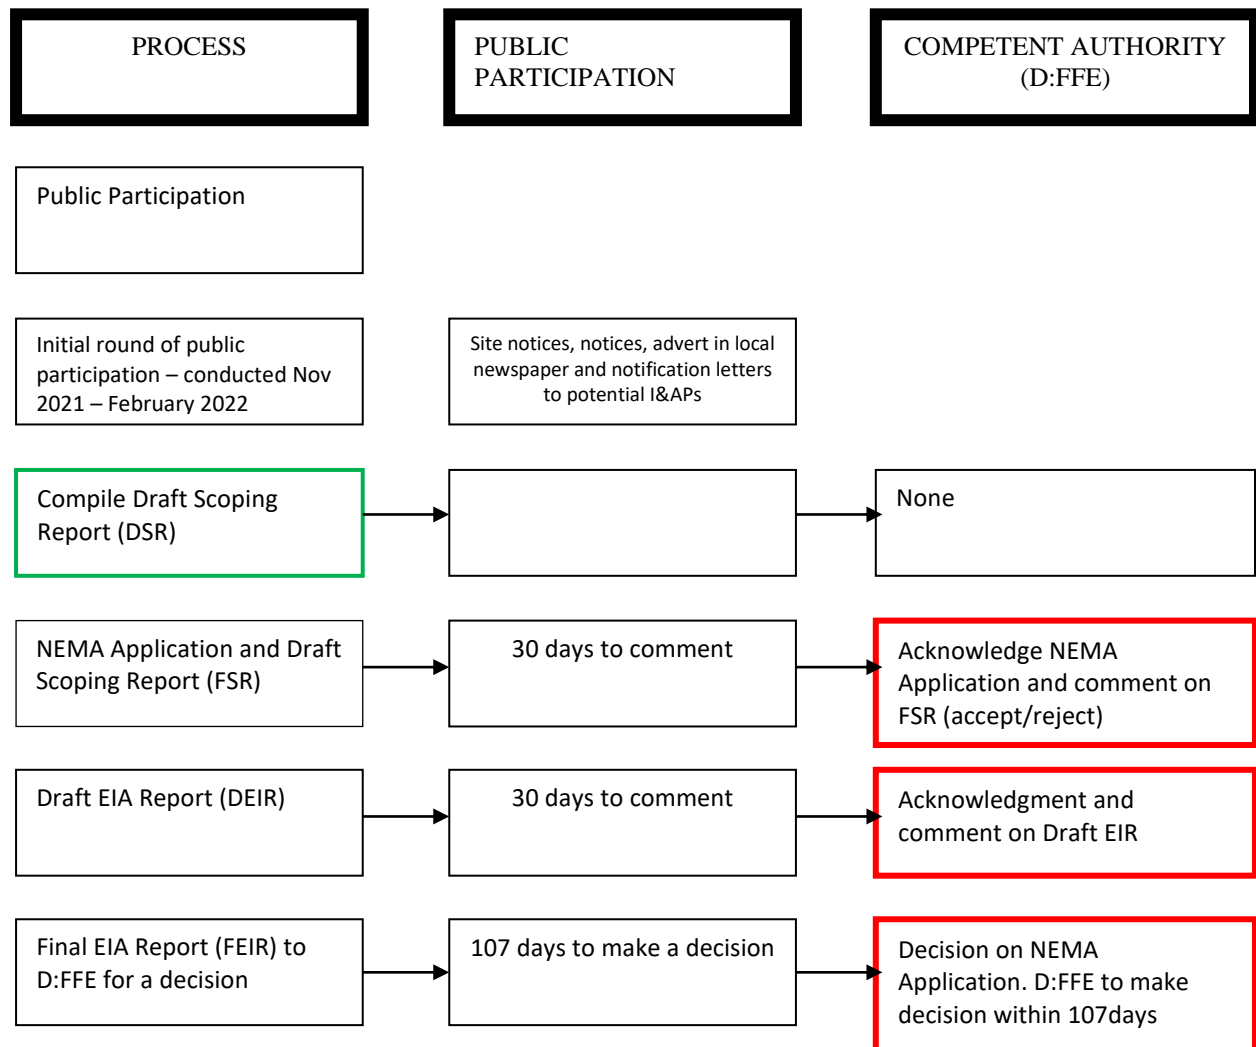 PROCESS
PUBLIC
PARTICIPATION
COMPETENT AUTHORITY
(D:FFE)
Public Participation
Initial round of public
participation – conducted Nov
2021 – February 2022
Site notices, notices, advert in local
newspaper and notification letters
to potential I&APs
Compile Draft Scoping
Report (DSR)
None
NEMA Application and Draft
Scoping Report (FSR)
30 days to comment
Acknowledge NEMA
Application and comment on
FSR (accept/reject)
Draft EIA Report (DEIR)
30 days to comment
Acknowledgment and
comment on Draft EIR
Final EIA Report (FEIR) to
D:FFE for a decision
107 days to make a decision
Decision on NEMA
Application. D:FFE to make
decision within 107days